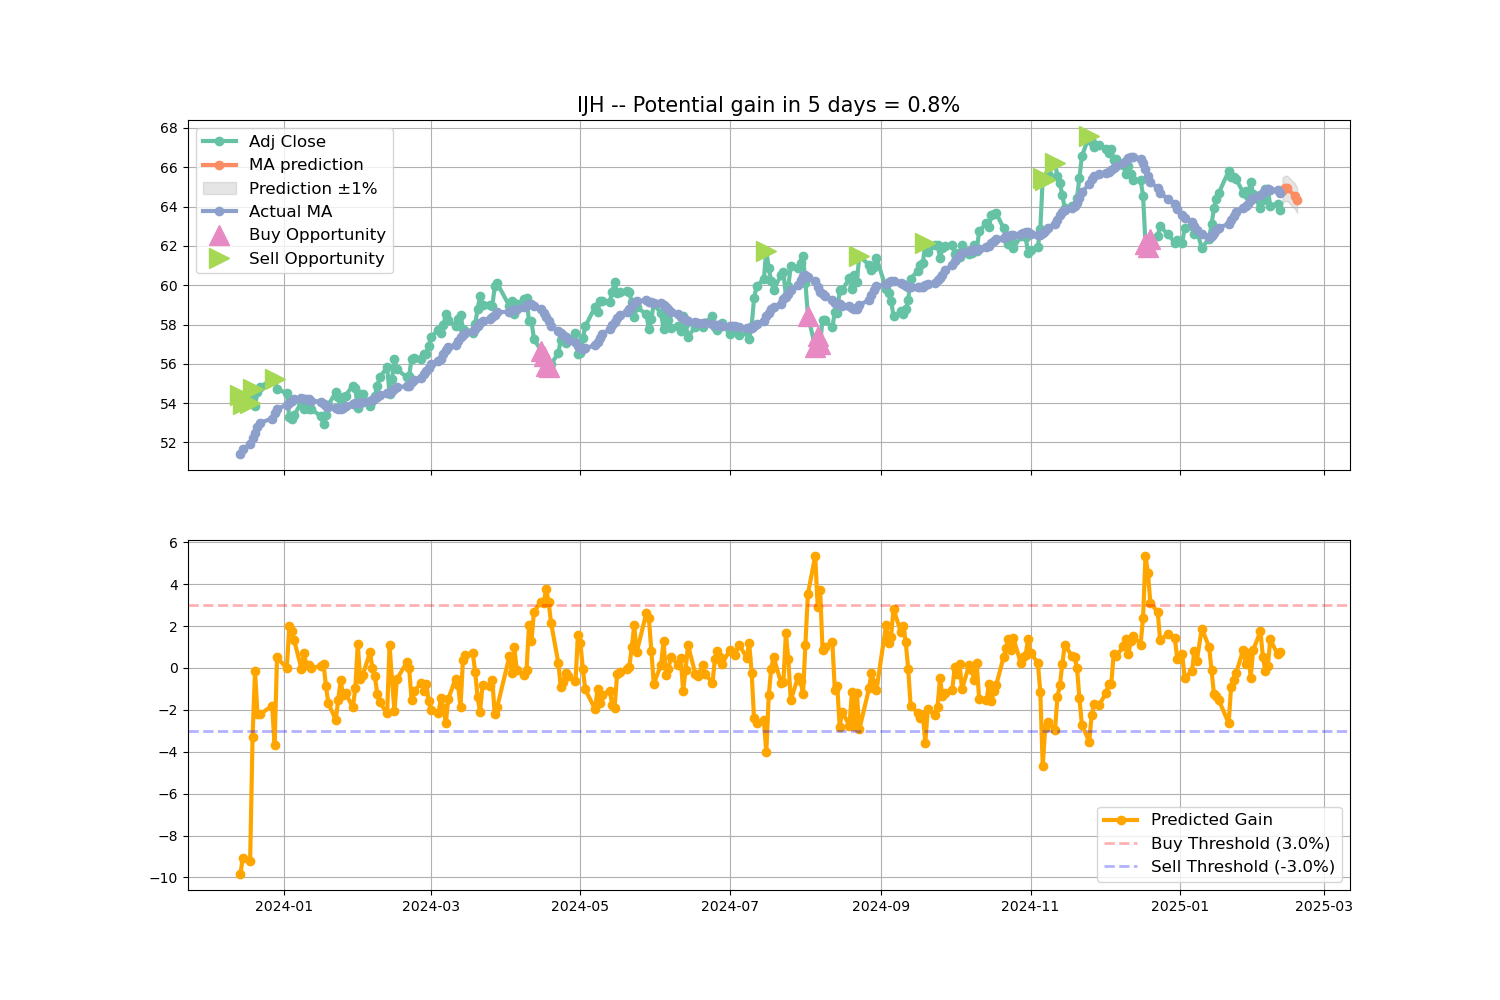 IJH -- Potential gain in 5 days = 0.8%
68
66
64
62
60
58
56
54
52
Adj Close
MA prediction
Prediction ±1%
Actual MA
Buy Opportunity
Sell Opportunity
6
4
2
0
−2
−4
−6
−8
−10
Predicted Gain
Buy Threshold (3.0%)
Sell Threshold (-3.0%)
2024-01 2024-03 2024-05 2024-07 2024-09 2024-11 2025-01 2025-03